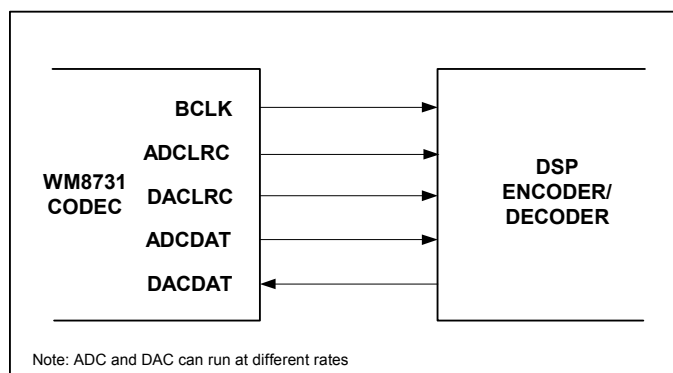 BCLK
ADCLRC
WM8731
CODEC
DACLRC
ADCDAT
DACDAT
DSP
ENCODER/
DECODER
Note: ADC and DAC can run at different rates